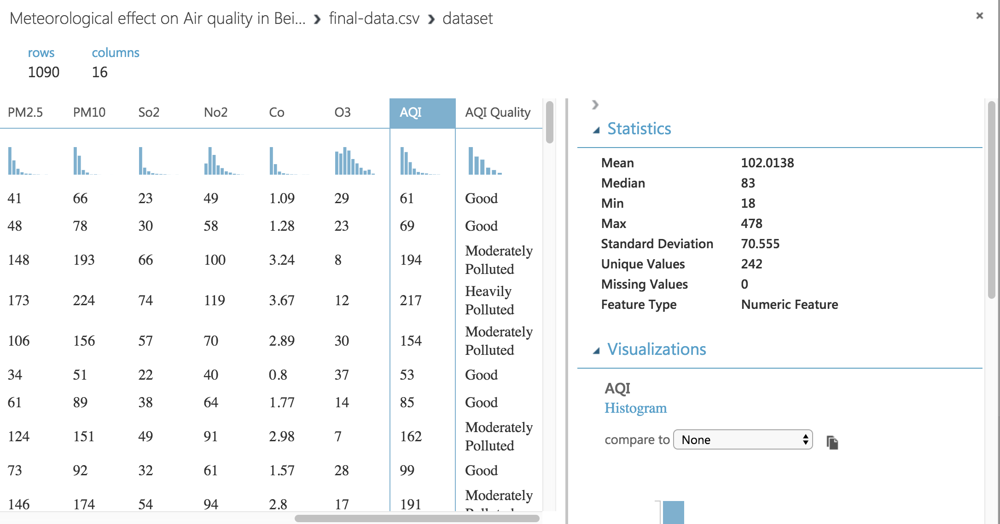 Meteorological effect on Air quality in Bei... › final-data.csv › dataset
rows columns
1090 16
PM2.5 PM10 So2 No2 Co O3 AQI AQI Quality
41 66 23 49 1.09 29 61 Good
48 78 30 58 1.28 23 69 Good
148 193 66 100 3.24 8 194 Moderately Polluted
173 224 74 119 3.67 12 217 Heavily Polluted
106 156 57 70 2.89 30 154 Moderately Polluted
34 51 22 40 0.8 37 53 Good
61 89 38 64 1.77 14 85 Good
124 151 49 91 2.98 7 162 Moderately Polluted
73 92 32 61 1.57 28 99 Good
146 174 54 94 2.8 17 191 Moderately
Statistics
Mean 102.0138
Median 83
Min 18
Max 478
Standard Deviation 70.555
Unique Values 242
Missing Values 0
Feature Type Numeric Feature
Visualizations
AQI
Histogram
compare to None